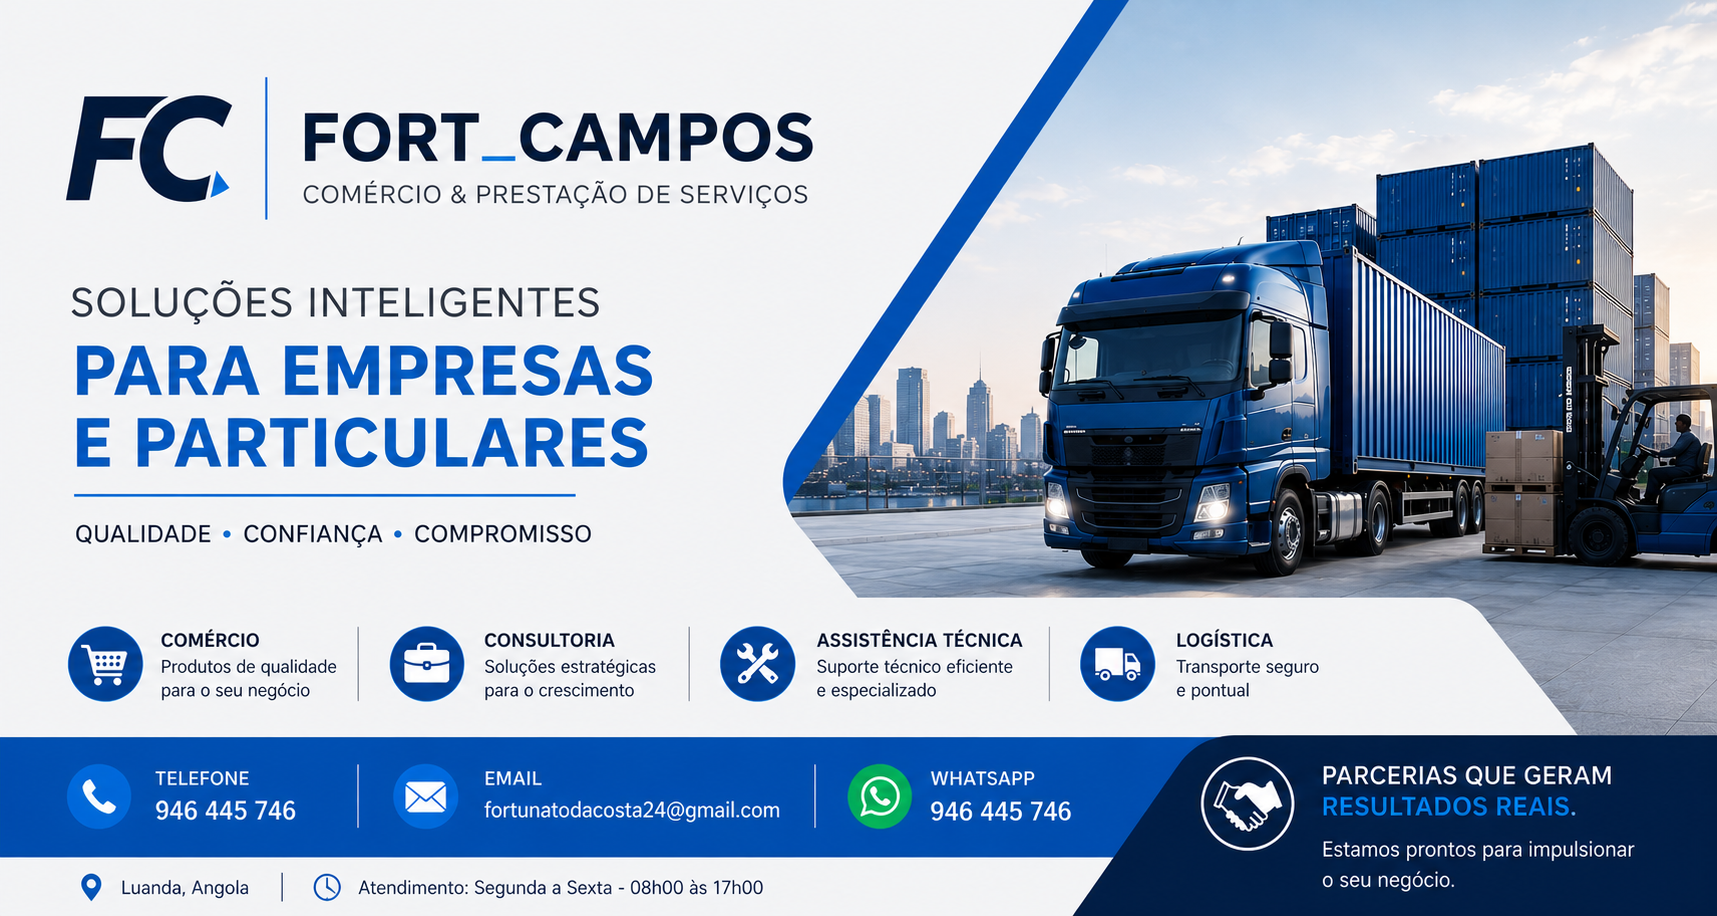 FC
FORT_CAMPOS
COMÉRCIO & PRESTAÇÃO DE SERVIÇOS
SOLUÇÕES INTELIGENTES
PARA EMPRESAS
E PARTICULARES
QUALIDADE • CONFIANÇA • COMPROMISSO
COMÉRCIO
Produtos de qualidade
para o seu negócio
CONSULTORIA
Soluções estratégicas
para o crescimento
ASSISTÊNCIA TÉCNICA
Suporte técnico eficiente
e especializado
LOGÍSTICA
Transporte seguro
e pontual
TELEFONE
946 445 746
EMAIL
fortunatodacosta24@gmail.com
WHATSAPP
946 445 746
PARCERIAS QUE GERAM
RESULTADOS REAIS.
Estamos prontos para impulsionar
o seu negócio.
Luanda, Angola
Atendimento: Segunda a Sexta - 08h00 às 17h00